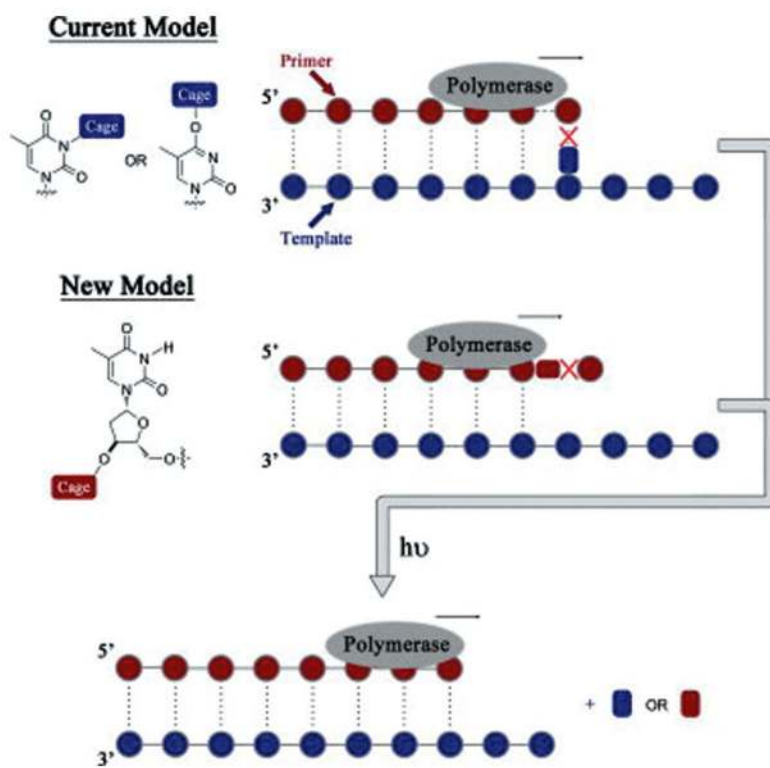 Current Model
Cage
O
N
N
O
OR
Cage
O
N
N
O
Primer
5'
Polymerase
3'
Template
New Model
O
N
H
N
O
O
O
O
Cage
5'
Polymerase
3'
hυ
5'
Polymerase
3'
+ OR